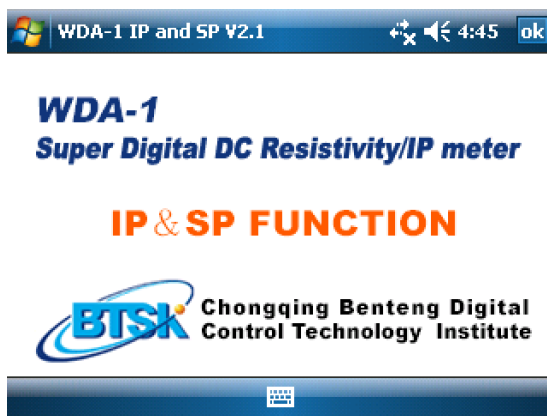 WDA-1 IP and SP V2.1 4:45 ok
WDA-1
Super Digital DC Resistivity/IP meter
IP & SP FUNCTION
BTSK Chongqing Benteng Digital
Control Technology Institute